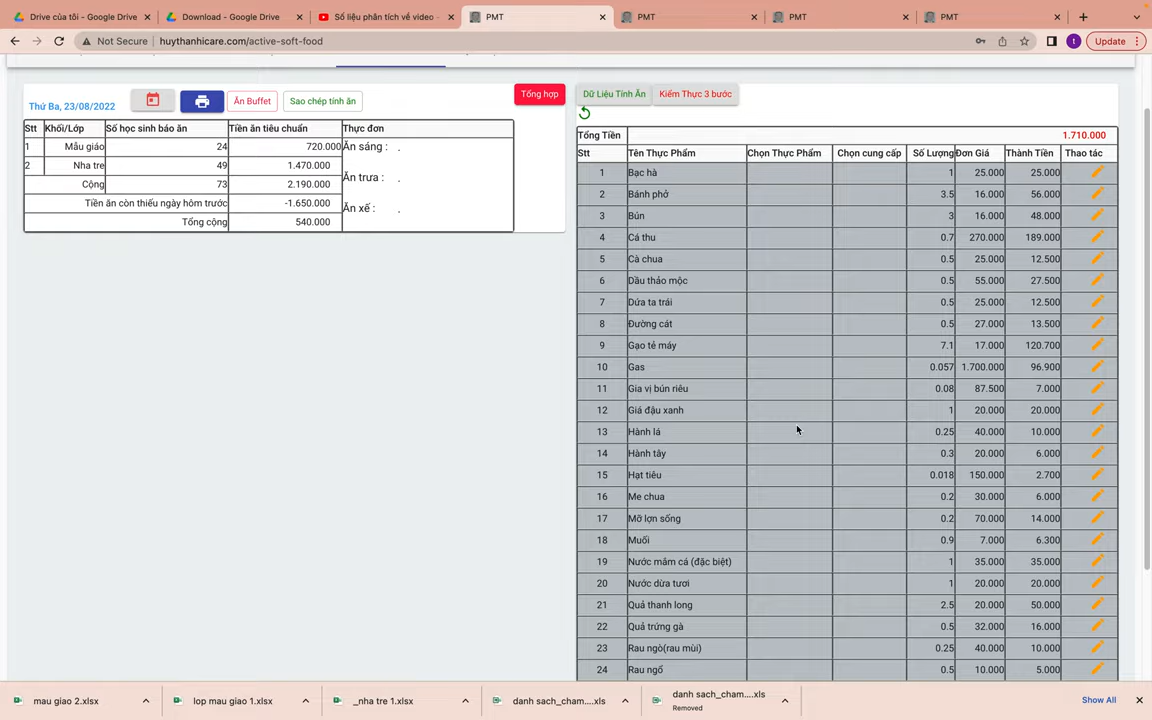 Drive của tôi - Google Drive
Download - Google Drive
Số liệu phân tích về video -
PMT
PMT
PMT
PMT
Not Secure | huythanhicare.com/active-soft-food
t
Update
Thứ Ba, 23/08/2022
Ăn Buffet
Sao chép tính ăn
Tổng hợp
Stt Khối/Lớp Số học sinh báo ăn Tiền ăn tiêu chuẩn Thực đơn
1 Mẫu giáo 24 720.000 Ăn sáng : .
2 Nha tre 49 1.470.000
Ăn trưa : .
Cộng 73 2.190.000
Tiền ăn còn thiếu ngày hôm trước -1.650.000 Ăn xế : .
Tổng cộng 540.000
Dữ Liệu Tính Ăn
Kiểm Thực 3 bước
Tổng Tiền 1.710.000
Stt Tên Thực Phẩm Chọn Thực Phẩm Chọn cung cấp Số Lượng Đơn Giá Thành Tiền Thao tác
1 Bạc hà 1 25.000 25.000
2 Bánh phở 3.5 16.000 56.000
3 Bún 3 16.000 48.000
4 Cá thu 0.7 270.000 189.000
5 Cà chua 0.5 25.000 12.500
6 Dầu thảo mộc 0.5 55.000 27.500
7 Dứa ta trái 0.5 25.000 12.500
8 Đường cát 0.5 27.000 13.500
9 Gạo tẻ máy 7.1 17.000 120.700
10 Gas 0.057 1.700.000 96.900
11 Gia vị bún riêu 0.08 87.500 7.000
12 Giá đậu xanh 1 20.000 20.000
13 Hành lá 0.25 40.000 10.000
14 Hành tây 0.3 20.000 6.000
15 Hạt tiêu 0.018 150.000 2.700
16 Me chua 0.2 30.000 6.000
17 Mỡ lợn sống 0.2 70.000 14.000
18 Muối 0.9 7.000 6.300
19 Nước mắm cá (đặc biệt) 1 35.000 35.000
20 Nước dừa tươi 1 20.000 20.000
21 Quả thanh long 2.5 20.000 50.000
22 Quả trứng gà 0.5 32.000 16.000
23 Rau ngò(rau mùi) 0.25 40.000 10.000
24 Rau ngổ 0.5 10.000 5.000
mau giao 2.xlsx
lop mau giao 1.xlsx
_nha tre 1.xlsx
danh sach_cham....xls
danh sach_cham....xls
Removed
Show All